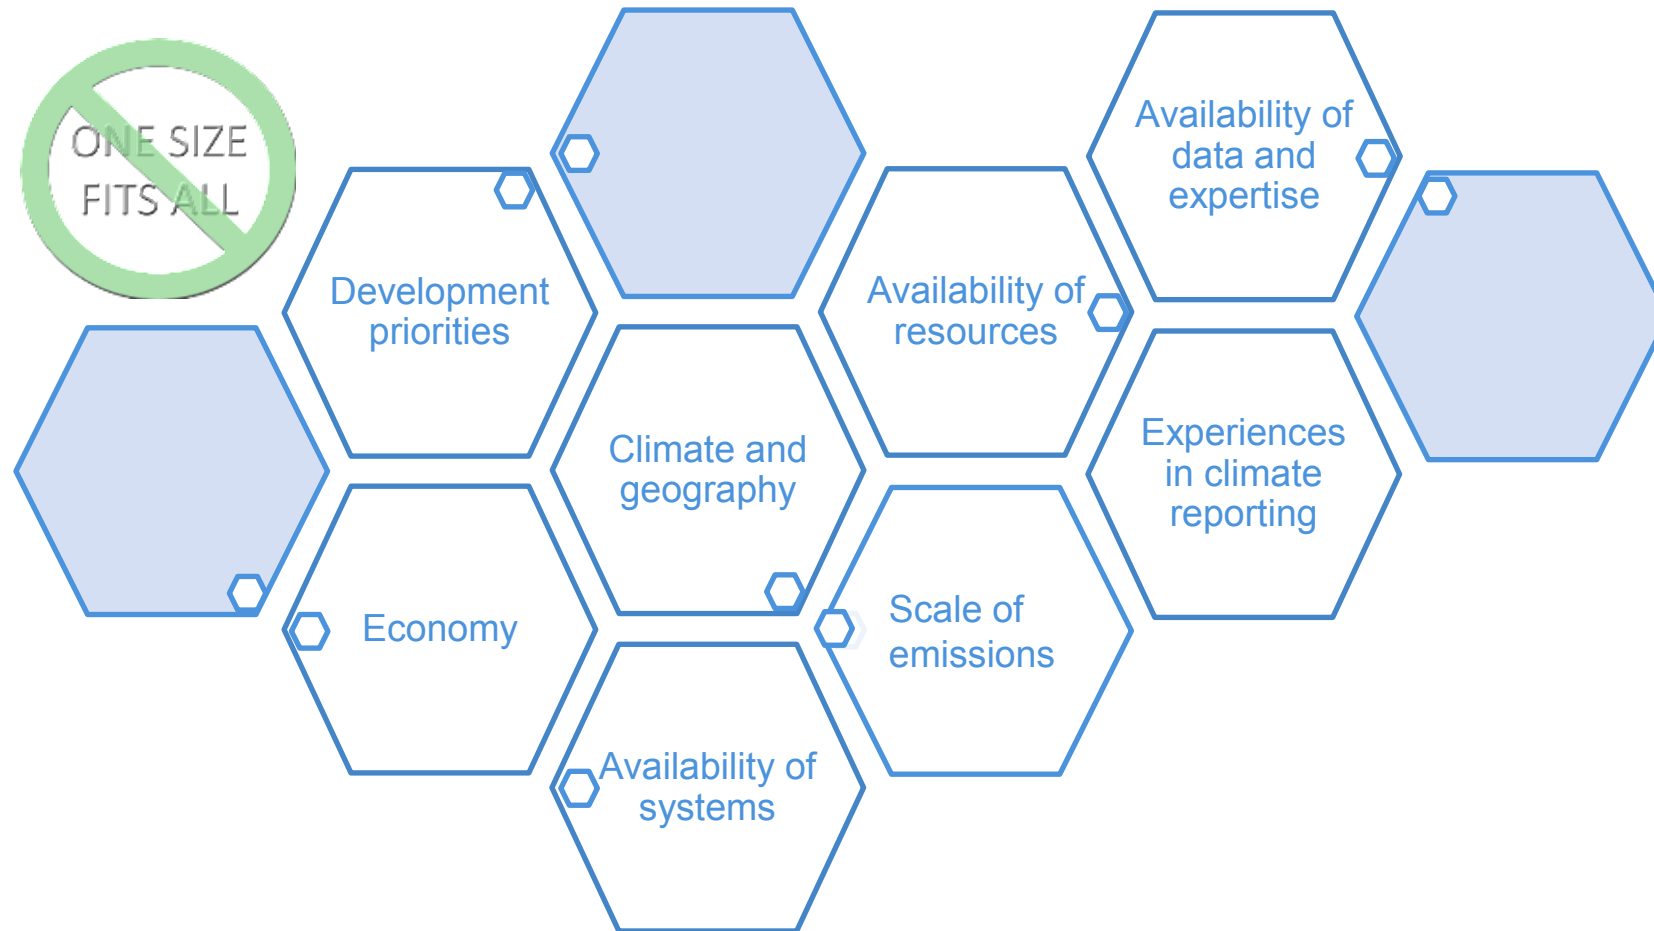 ONE SIZE
FITS ALL
Development
priorities
Economy
Climate and
geography
Availability of
systems
Availability of
resources
Scale of
emissions
Availability of
data and
expertise
Experiences
in climate
reporting